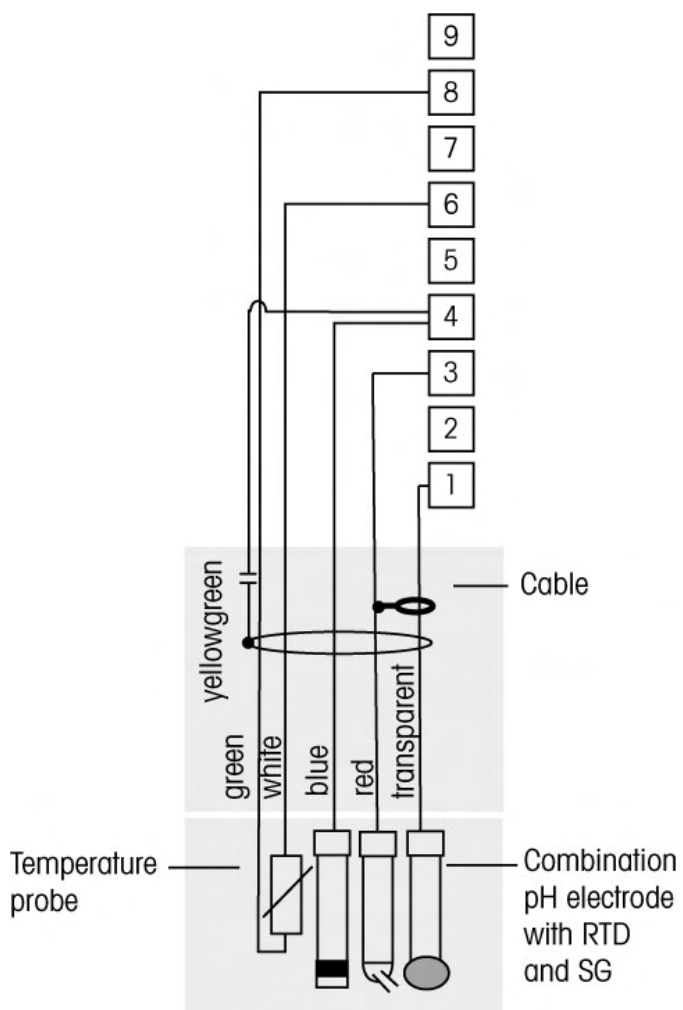 9
8
7
6
5
4
3
2
1
Cable
yellowgreen
green
white
blue
red
transparent
Temperature
probe
Combination
pH electrode
with RTD
and SG